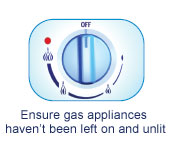 OFF
Ensure gas appliances
haven't been left on and unlit